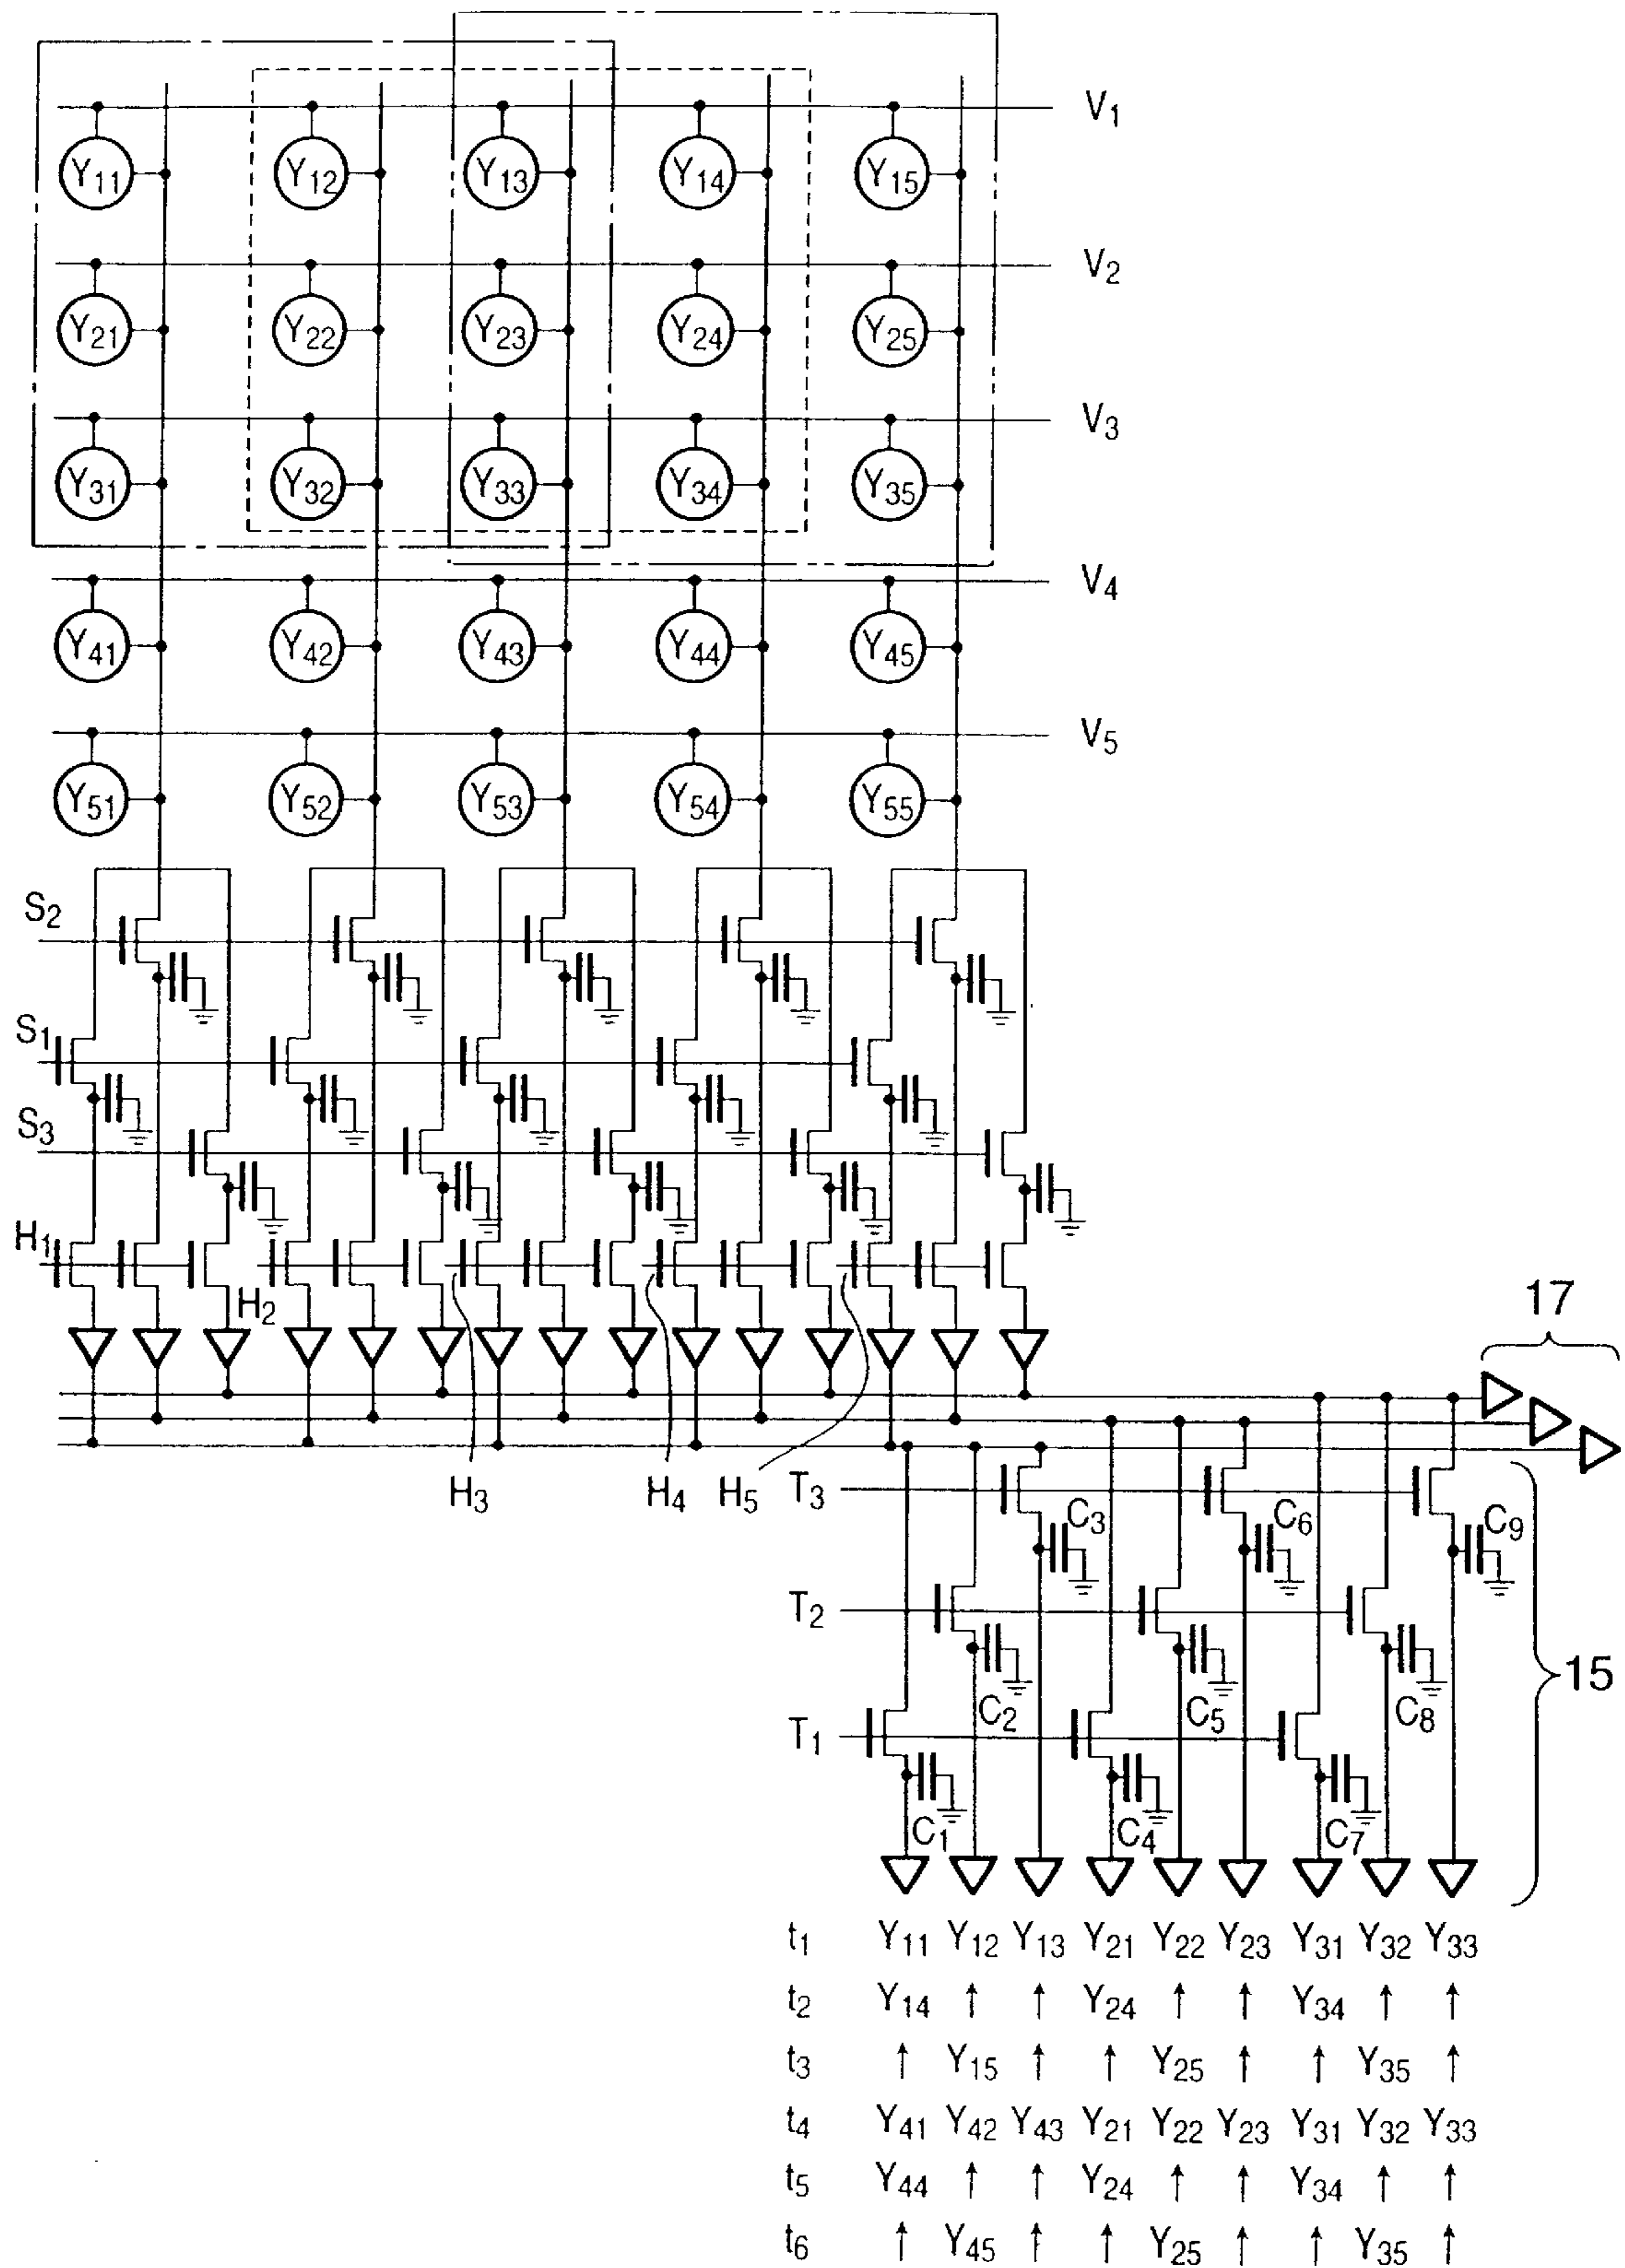 V1
Y11 Y12 Y13 Y14 Y15
V2
Y21 Y22 Y23 Y24 Y25
V3
Y31 Y32 Y33 Y34 Y35
V4
Y41 Y42 Y43 Y44 Y45
V5
Y51 Y52 Y53 Y54 Y55
S2
S1
S3
H1
H2
17
H3 H4 H5 T3
C3 C6 C9
T2
15
C2 C5 C8
T1
C1 C4 C7
t1 Y11 Y12 Y13 Y21 Y22 Y23 Y31 Y32 Y33
t2 Y14 ↑ ↑ Y24 ↑ ↑ Y34 ↑ ↑
t3 ↑ Y15 ↑ ↑ Y25 ↑ ↑ Y35 ↑
t4 Y41 Y42 Y43 Y21 Y22 Y23 Y31 Y32 Y33
t5 Y44 ↑ ↑ Y24 ↑ ↑ Y34 ↑ ↑
t6 ↑ Y45 ↑ ↑ Y25 ↑ ↑ Y35 ↑